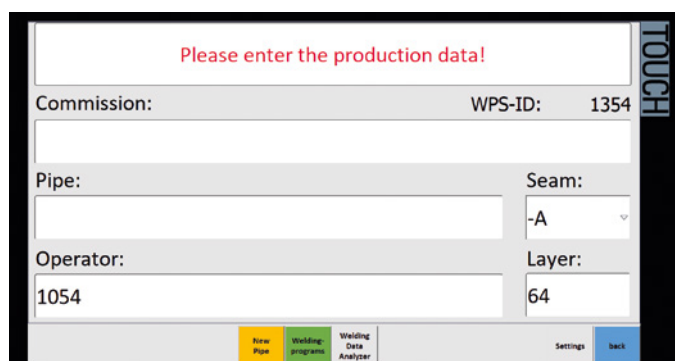 Please enter the production data!
TOUCH
Commission: WPS-ID: 1354
Pipe: Seam:
-A
Operator: Layer:
1054 64
New Pipe
Welding-programs
Welding Data Analyzer
Settings
back